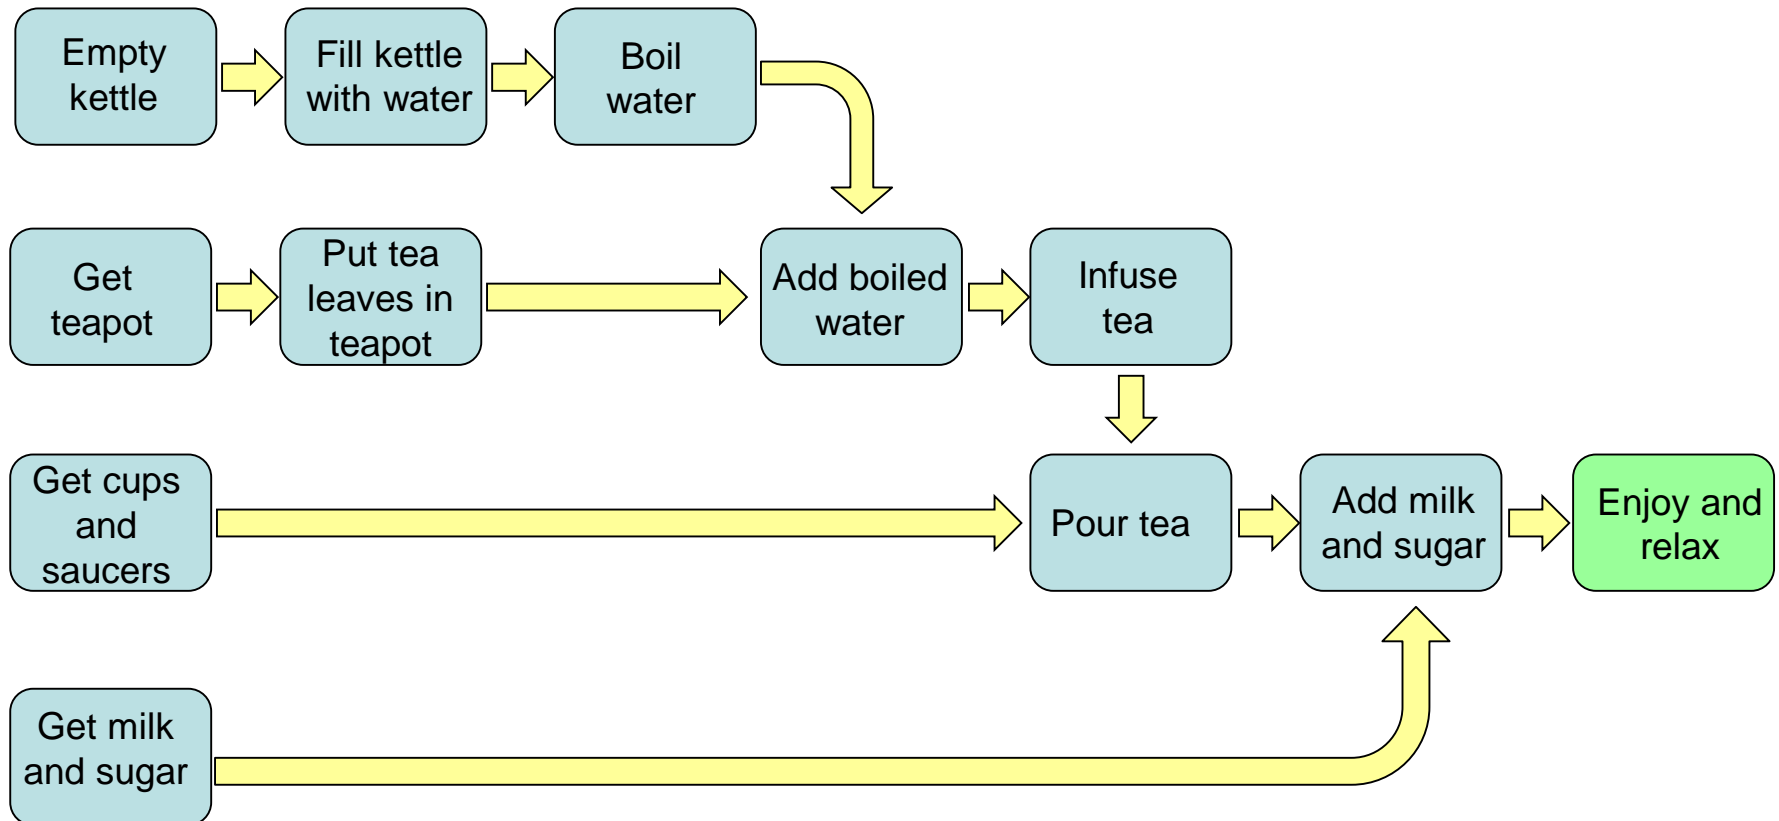 Empty
kettle
Fill kettle
with water
Boil
water
Get
teapot
Put tea
leaves in
teapot
Add boiled
water
Infuse
tea
Get cups
and
saucers
Pour tea
Add milk
and sugar
Enjoy and
relax
Get milk
and sugar